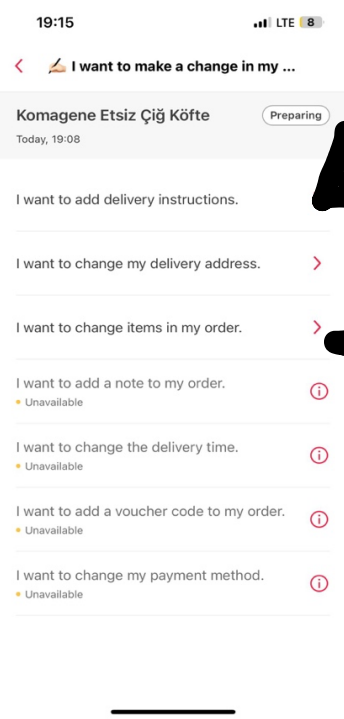 19:15
LTE 8
I want to make a change in my ...
Komagene Etsiz Çiğ Köfte
Preparing
Today, 19:08
I want to add delivery instructions.
I want to change my delivery address.
I want to change items in my order.
I want to add a note to my order.
Unavailable
I want to change the delivery time.
Unavailable
I want to add a voucher code to my order.
Unavailable
I want to change my payment method.
Unavailable